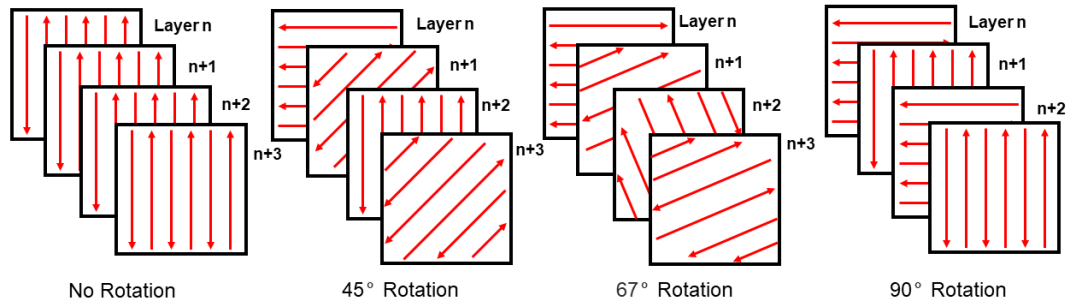 Layer n
n+1
n+2
n+3
No Rotation
Layer n
n+1
n+2
n+3
45° Rotation
Layer n
n+1
n+2
n+3
67° Rotation
Layer n
n+1
n+2
90° Rotation